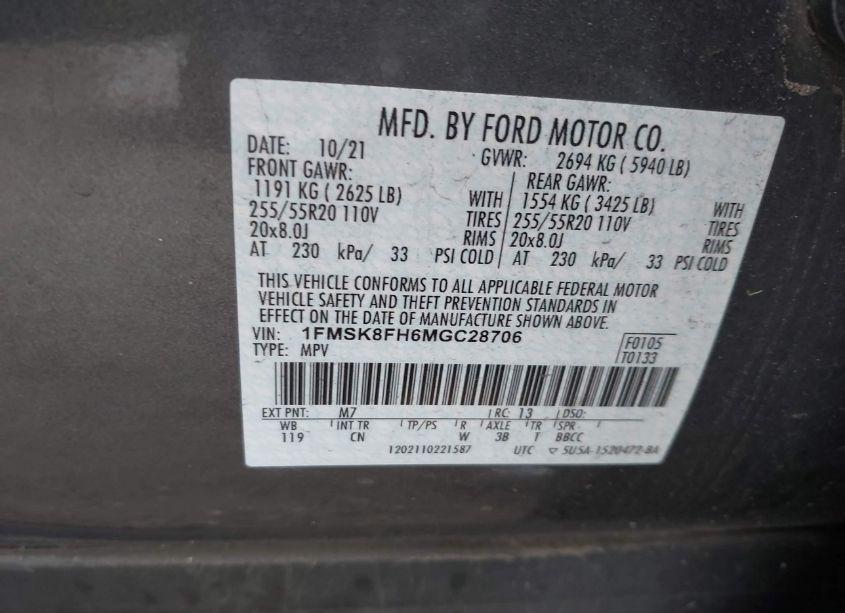 MFD. BY FORD MOTOR CO.
DATE: 10/21 GVWR: 2694 KG ( 5940 LB)
FRONT GAWR: REAR GAWR:
1191 KG ( 2625 LB) WITH 1554 KG ( 3425 LB) WITH
255/55R20 110V TIRES 255/55R20 110V TIRES
20x8.0J RIMS 20x8.0J RIMS
AT 230 kPa/ 33 PSI COLD AT 230 kPa/ 33 PSI COLD
THIS VEHICLE CONFORMS TO ALL APPLICABLE FEDERAL MOTOR
VEHICLE SAFETY AND THEFT PREVENTION STANDARDS IN
EFFECT ON THE DATE OF MANUFACTURE SHOWN ABOVE.
VIN: 1FMSK8FH6MGC28706 F0105
TYPE: MPV T0133
EXT PNT: M7 RC: 13 DSO:
WB INT TR TP/PS R AXLE TR SPR
119 CN W 3B T BBCC
1202110221587 UTC ▽ SU5A-1520472-BA